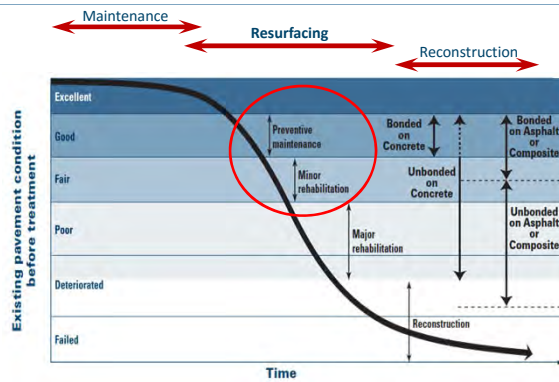 Maintenance
Resurfacing
Reconstruction
Existing pavement condition
before treatment
Excellent
Good
Fair
Poor
Deteriorated
Failed
Preventive
maintenance
Minor
rehabilitation
Major
rehabilitation
Reconstruction
Bonded
on
Concrete
Unbonded
on
Concrete
Bonded
on Asphalt
or
Composite
Unbonded
on Asphalt
or
Composite
Time